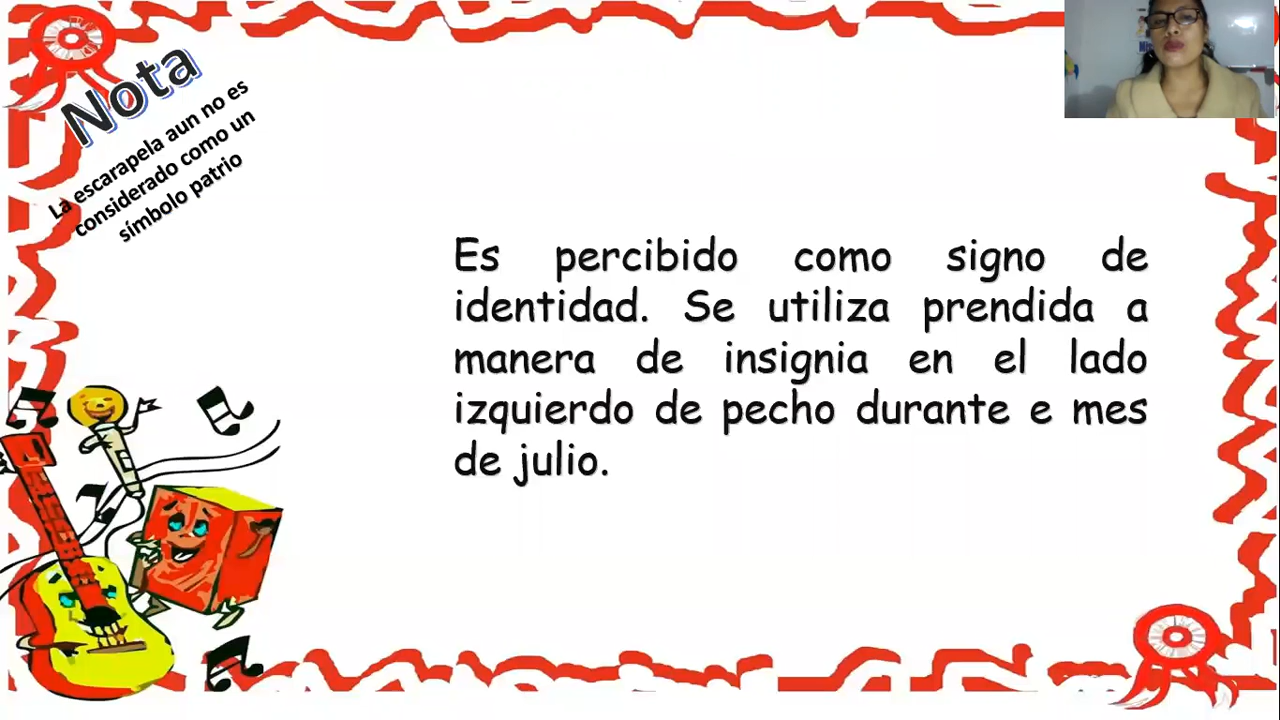 Nota
La escarapela aun no es
considerado como un
símbolo patrio
Es percibido como signo de
identidad. Se utiliza prendida a
manera de insignia en el lado
izquierdo de pecho durante e mes
de julio.